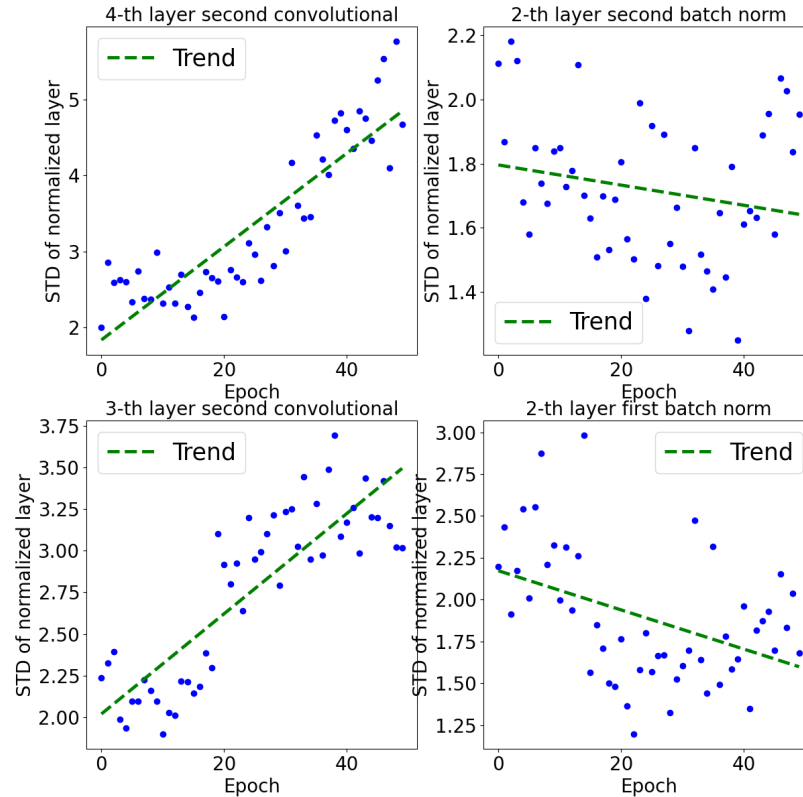 4-th layer second convolutional
STD of normalized layer
5
4
3
2
Trend
0
20
40
Epoch
2-th layer second batch norm
STD of normalized layer
2.2
2.0
1.8
1.6
1.4
Trend
0
20
40
Epoch
3-th layer second convolutional
STD of normalized layer
3.75
3.50
3.25
3.00
2.75
2.50
2.25
2.00
Trend
0
20
40
Epoch
2-th layer first batch norm
STD of normalized layer
3.00
2.75
2.50
2.25
2.00
1.75
1.50
1.25
Trend
0
20
40
Epoch